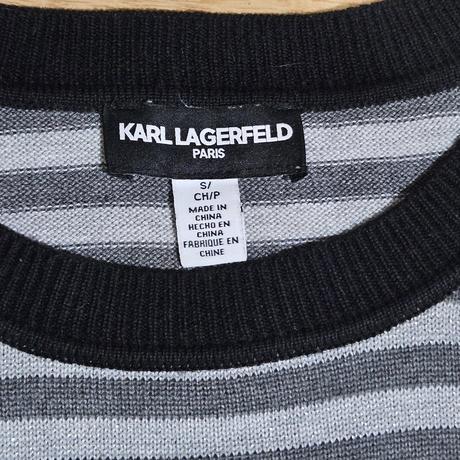 KARL LAGERFELD
PARIS
S/
CH/P
MADE IN
CHINA
HECHO EN
CHINA
FABRIQUE EN
CHINE